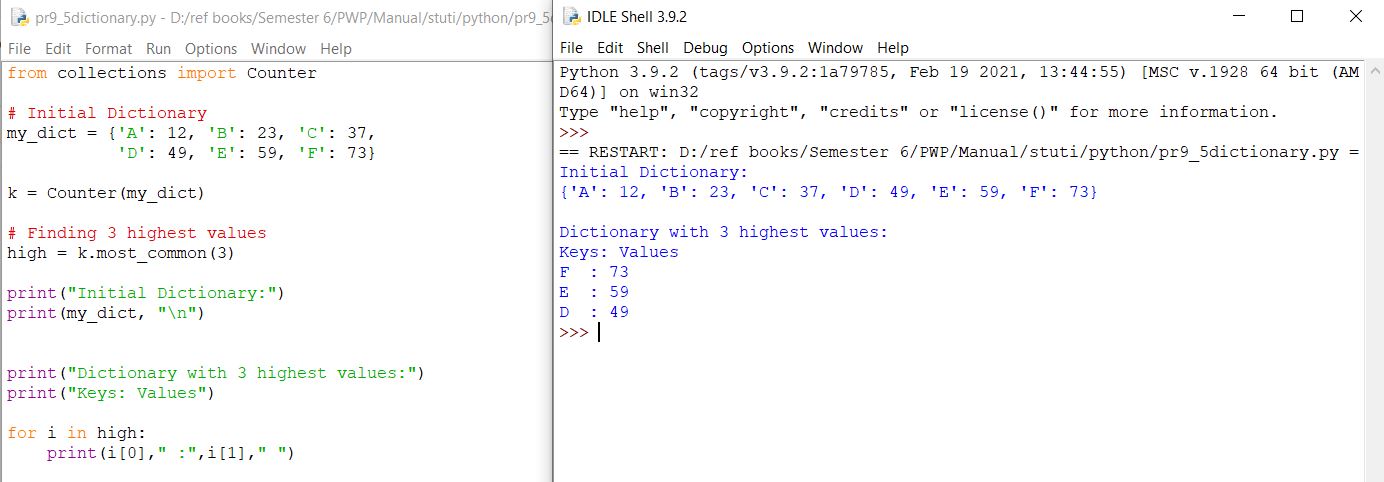 pr9_5dictionary.py - D:/ref books/Semester 6/PWP/Manual/stuti/python/pr9_5
File Edit Format Run Options Window Help
from collections import Counter

# Initial Dictionary
my_dict = {'A': 12, 'B': 23, 'C': 37,
           'D': 49, 'E': 59, 'F': 73}

k = Counter(my_dict)

# Finding 3 highest values
high = k.most_common(3)

print("Initial Dictionary:")
print(my_dict, "\n")


print("Dictionary with 3 highest values:")
print("Keys: Values")

for i in high:
    print(i[0]," :",i[1]," ")
IDLE Shell 3.9.2
File Edit Shell Debug Options Window Help
Python 3.9.2 (tags/v3.9.2:1a79785, Feb 19 2021, 13:44:55) [MSC v.1928 64 bit (AM
D64)] on win32
Type "help", "copyright", "credits" or "license()" for more information.
>>>
== RESTART: D:/ref books/Semester 6/PWP/Manual/stuti/python/pr9_5dictionary.py =
Initial Dictionary:
{'A': 12, 'B': 23, 'C': 37, 'D': 49, 'E': 59, 'F': 73}

Dictionary with 3 highest values:
Keys: Values
F  : 73
E  : 59
D  : 49
>>>